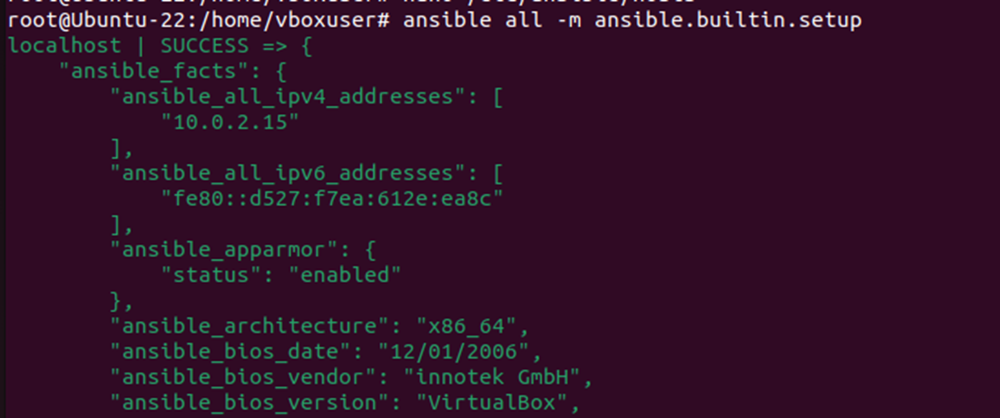 root@Ubuntu-22:/home/vboxuser# ansible all -m ansible.builtin.setup
localhost | SUCCESS => {
    "ansible_facts": {
        "ansible_all_ipv4_addresses": [
            "10.0.2.15"
        ],
        "ansible_all_ipv6_addresses": [
            "fe80::d527:f7ea:612e:ea8c"
        ],
        "ansible_apparmor": {
            "status": "enabled"
        },
        "ansible_architecture": "x86_64",
        "ansible_bios_date": "12/01/2006",
        "ansible_bios_vendor": "innotek GmbH",
        "ansible_bios_version": "VirtualBox",